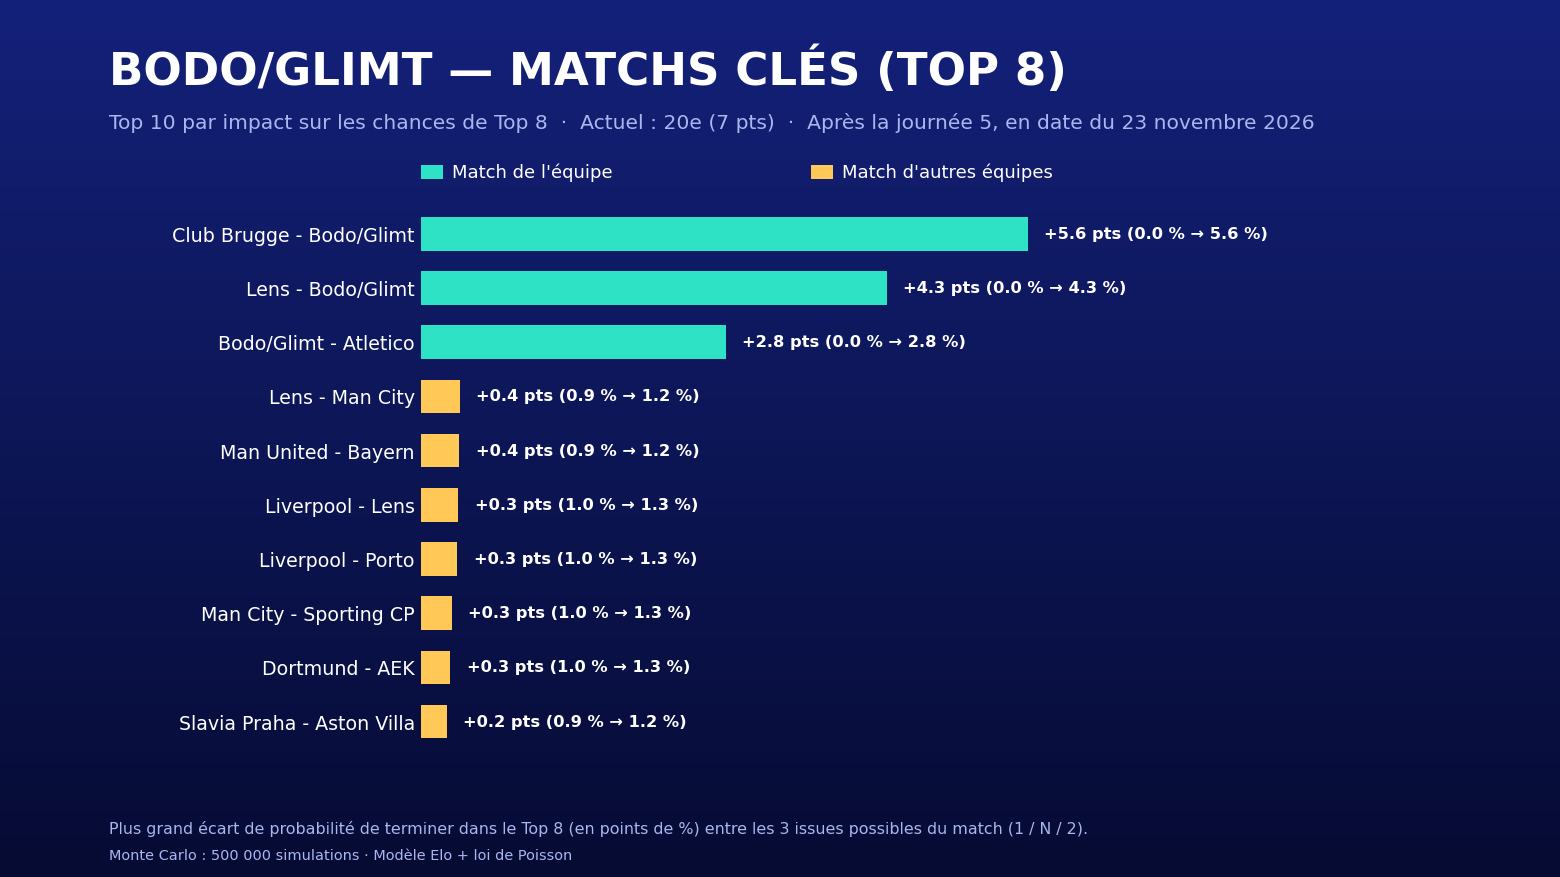 BODO/GLIMT — MATCHS CLÉS (TOP 8)
Top 10 par impact sur les chances de Top 8 · Actuel : 20e (7 pts) · Après la journée 5, en date du 23 novembre 2026
Match de l'équipe
Match d'autres équipes
Club Brugge - Bodo/Glimt +5.6 pts (0.0 % → 5.6 %)
Lens - Bodo/Glimt +4.3 pts (0.0 % → 4.3 %)
Bodo/Glimt - Atletico +2.8 pts (0.0 % → 2.8 %)
Lens - Man City +0.4 pts (0.9 % → 1.2 %)
Man United - Bayern +0.4 pts (0.9 % → 1.2 %)
Liverpool - Lens +0.3 pts (1.0 % → 1.3 %)
Liverpool - Porto +0.3 pts (1.0 % → 1.3 %)
Man City - Sporting CP +0.3 pts (1.0 % → 1.3 %)
Dortmund - AEK +0.3 pts (1.0 % → 1.3 %)
Slavia Praha - Aston Villa +0.2 pts (0.9 % → 1.2 %)
Plus grand écart de probabilité de terminer dans le Top 8 (en points de %) entre les 3 issues possibles du match (1 / N / 2).
Monte Carlo : 500 000 simulations · Modèle Elo + loi de Poisson